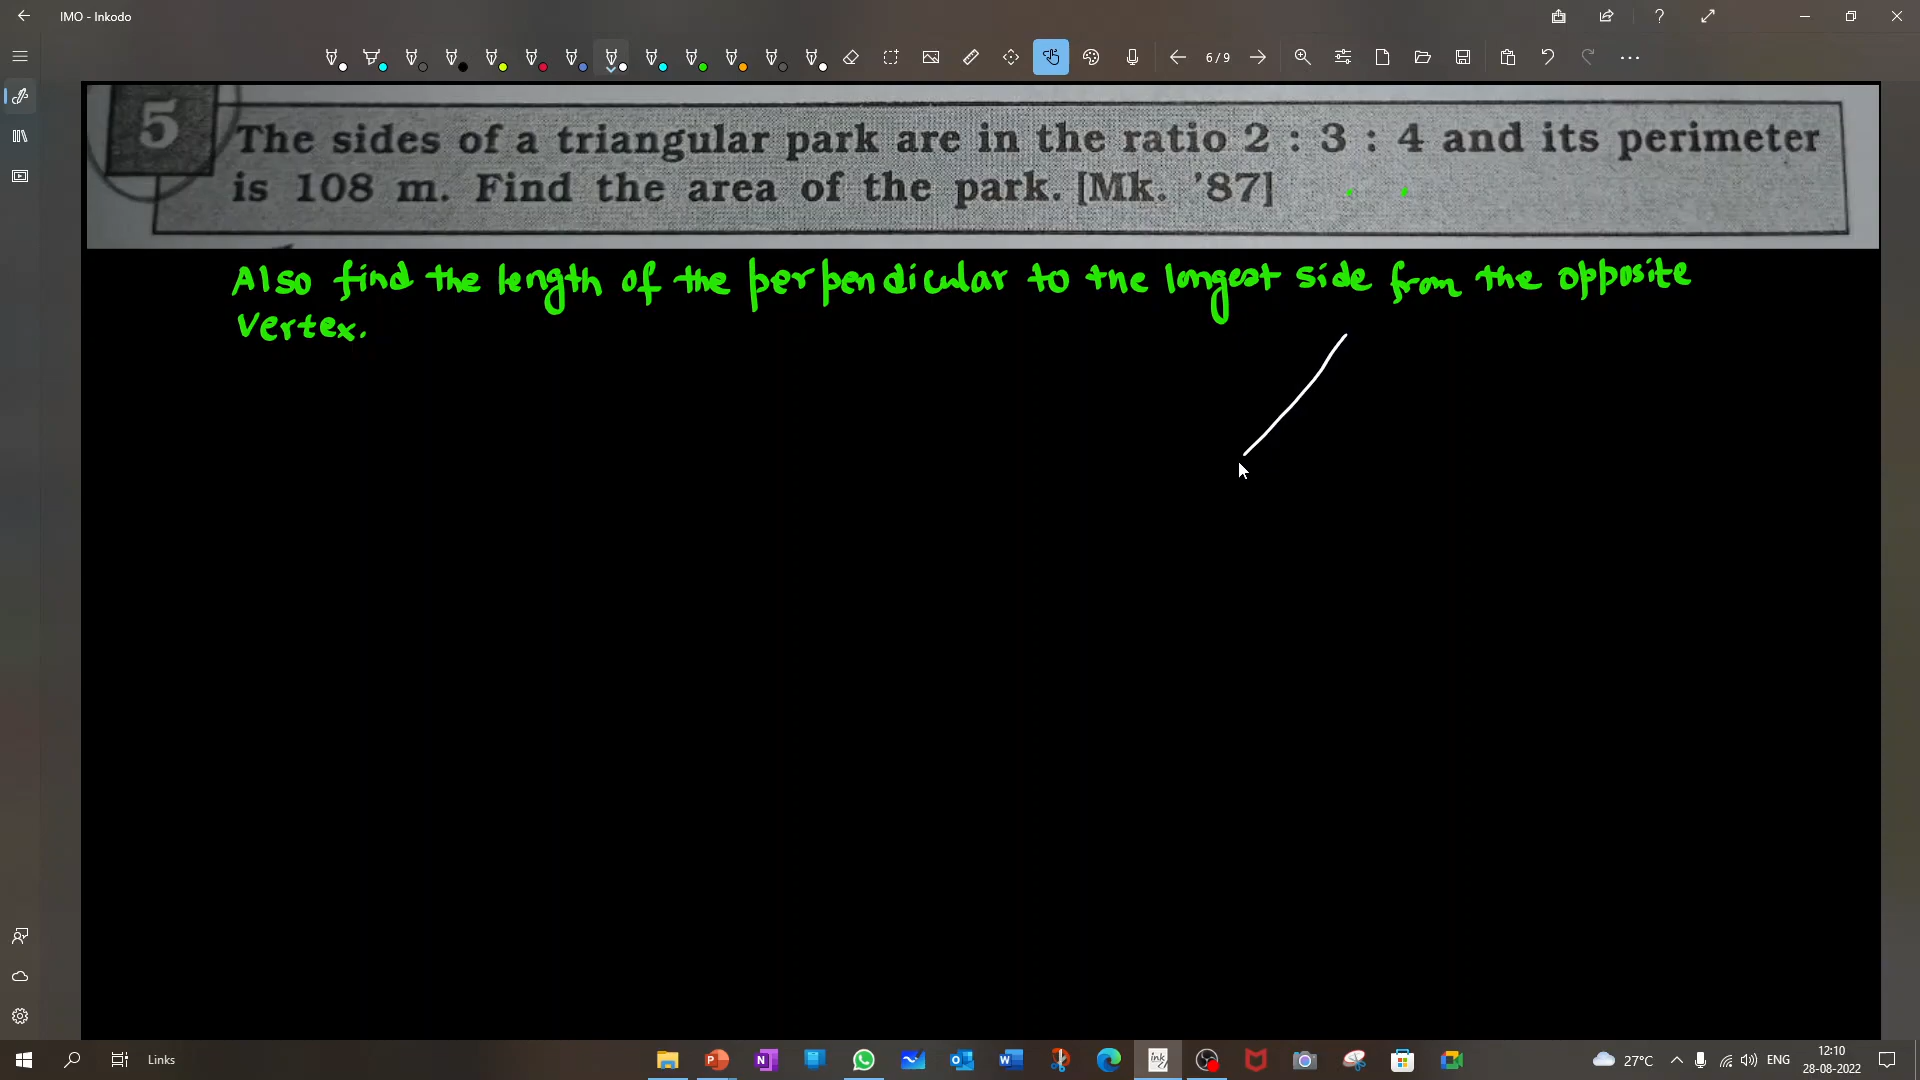 IMO - Inkodo
6/9
5
The sides of a triangular park are in the ratio 2 : 3 : 4 and its perimeter
is 108 m. Find the area of the park. [Mk. '87]
Also find the length of the perpendicular to the longest side from the opposite
Vertex.
Links
27°C
ENG
12:10
28-08-2022